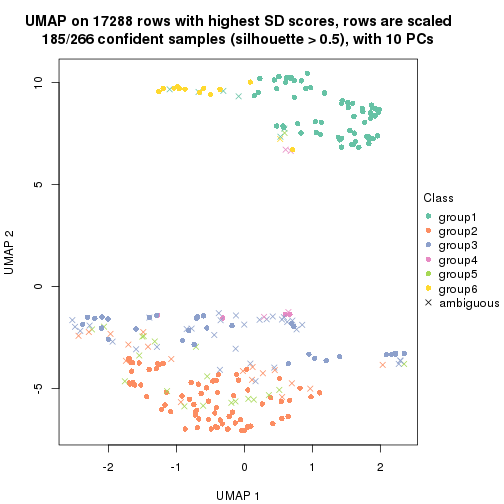 UMAP on 17288 rows with highest SD scores, rows are scaled
185/266 confident samples (silhouette > 0.5), with 10 PCs
10
5
0
-5
UMAP 2
-2
-1
0
1
2
UMAP 1
Class
group1
group2
group3
group4
group5
group6
ambiguous